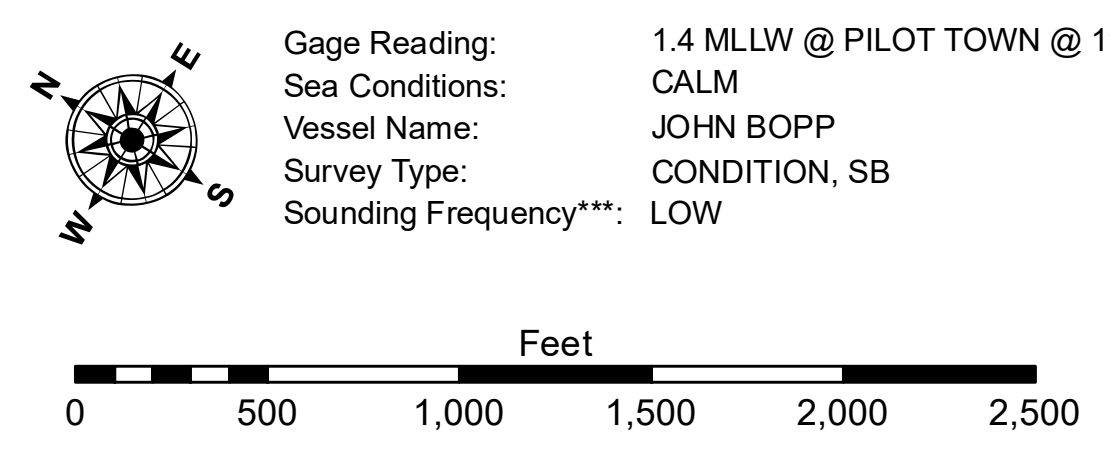 N
E
S
W
Gage Reading: 1.4 MLLW @ PILOT TOWN @ 1
Sea Conditions: CALM
Vessel Name: JOHN BOPP
Survey Type: CONDITION, SB
Sounding Frequency***: LOW
Feet
0 500 1,000 1,500 2,000 2,500